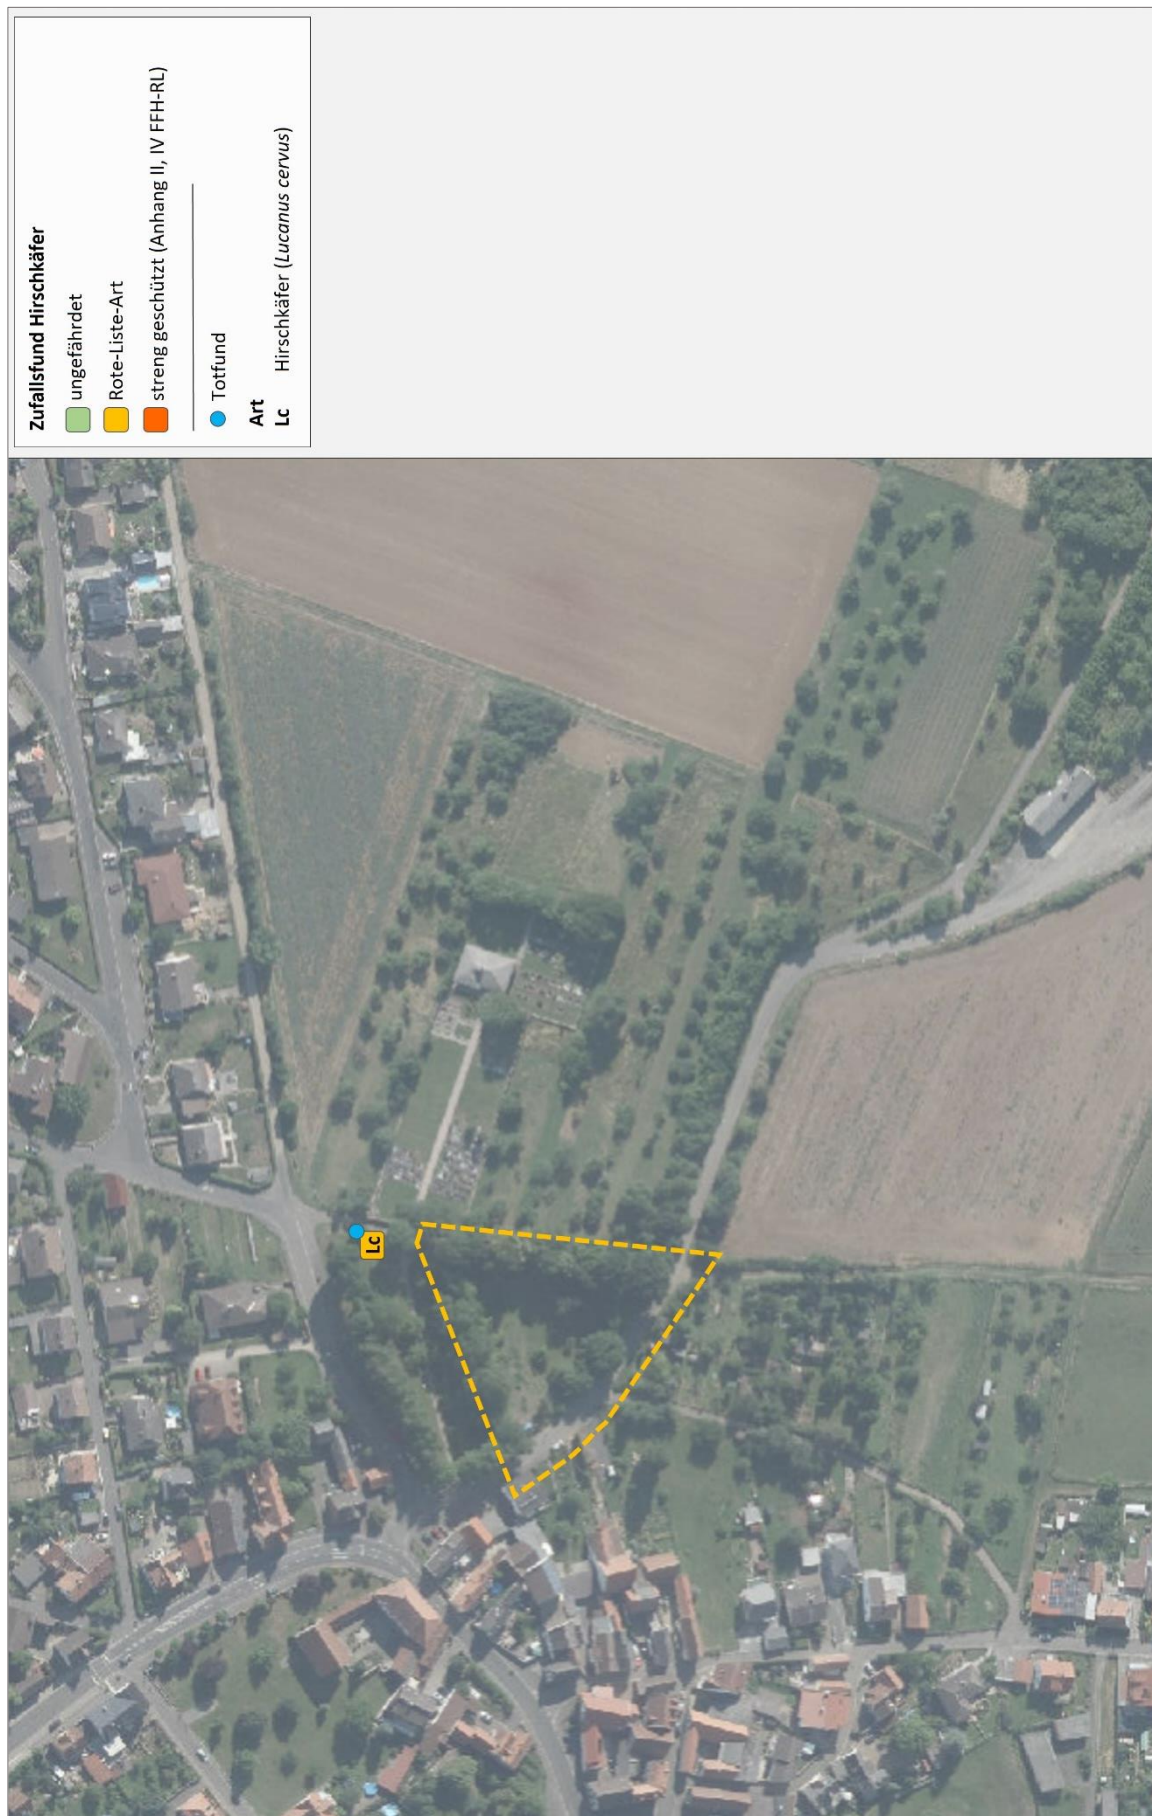 Zufallsfund Hirschkäfer
ungefährdet
Rote-Liste-Art
streng geschützt (Anhang II, IV FFH-RL)
Totfund
Art
Lc Hirschkäfer (Lucanus cervus)
Lc